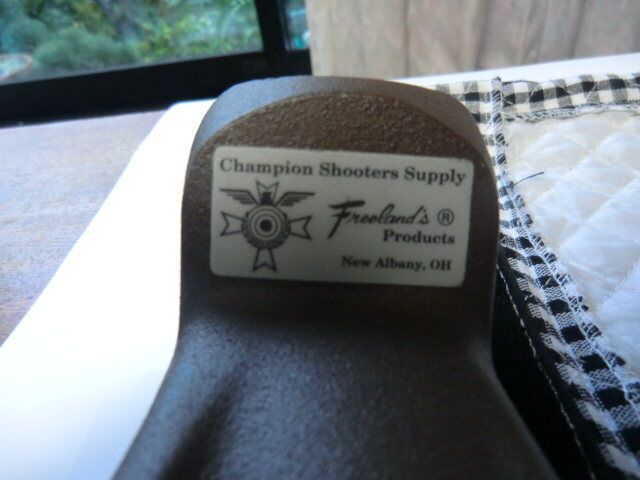 Champion Shooters Supply
Freeland's ®
Products
New Albany, OH